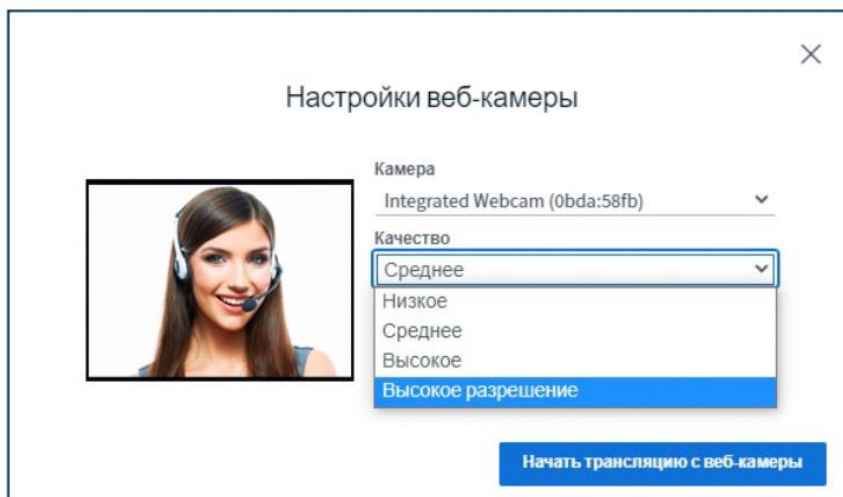 Настройки веб-камеры
Камера
Integrated Webcam (0bda:58fb)
Качество
Среднее
Низкое
Среднее
Высокое
Высокое разрешение
Начать трансляцию с веб-камеры